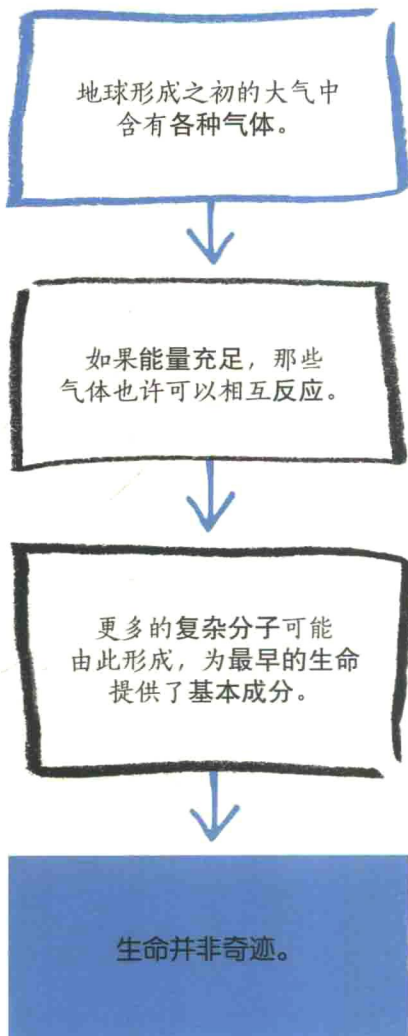 地球形成之初的大气中
含有各种气体。
如果能量充足，那些
气体也许可以相互反应。
更多的复杂分子可能
由此形成，为最早的生命
提供了基本成分。
生命并非奇迹。